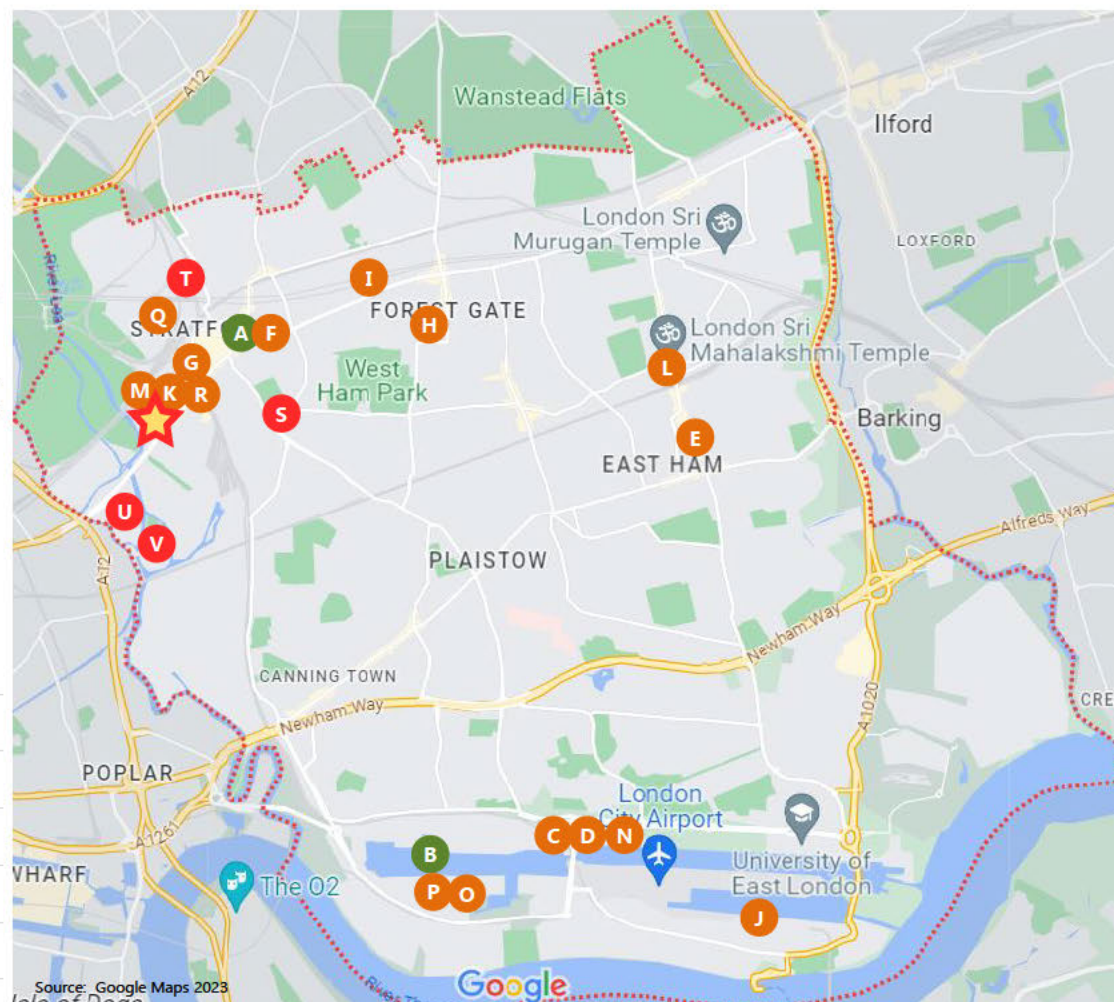 A12
Wanstead Flats
Ilford
London Sri
Murugan Temple
LOXFORD
River Lea
T
I
Q
FOREST GATE
H
STRATF
A
F
London Sri
Mahalakshmi Temple
G
L
West
Ham Park
M
K
R
S
Barking
E
EAST HAM
U
Alfreds Way
V
A12
PLAISTOW
Newham Way
CANNING TOWN
A1020
CRE
Newham Way
POPLAR
London
City Airport
A1261
C
D
N
B
University of
East London
WHARF
The O2
P
O
J
Source: Google Maps 2023
Google